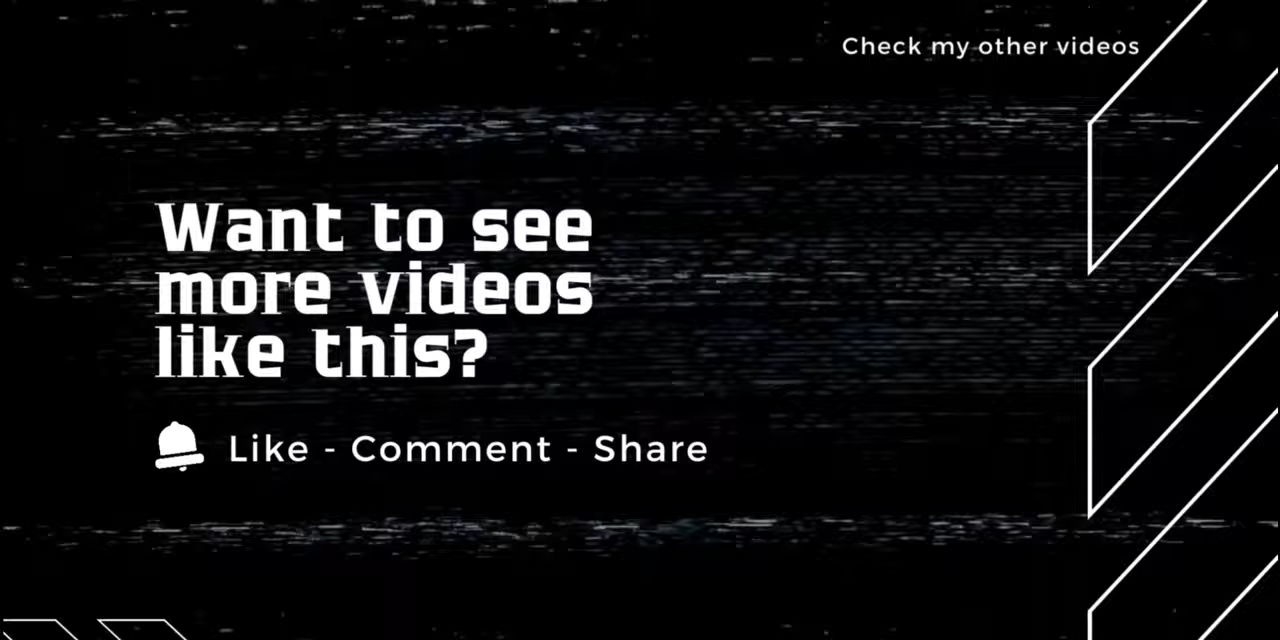 Check my other videos
Want to see
more videos
like this?
Like - Comment - Share